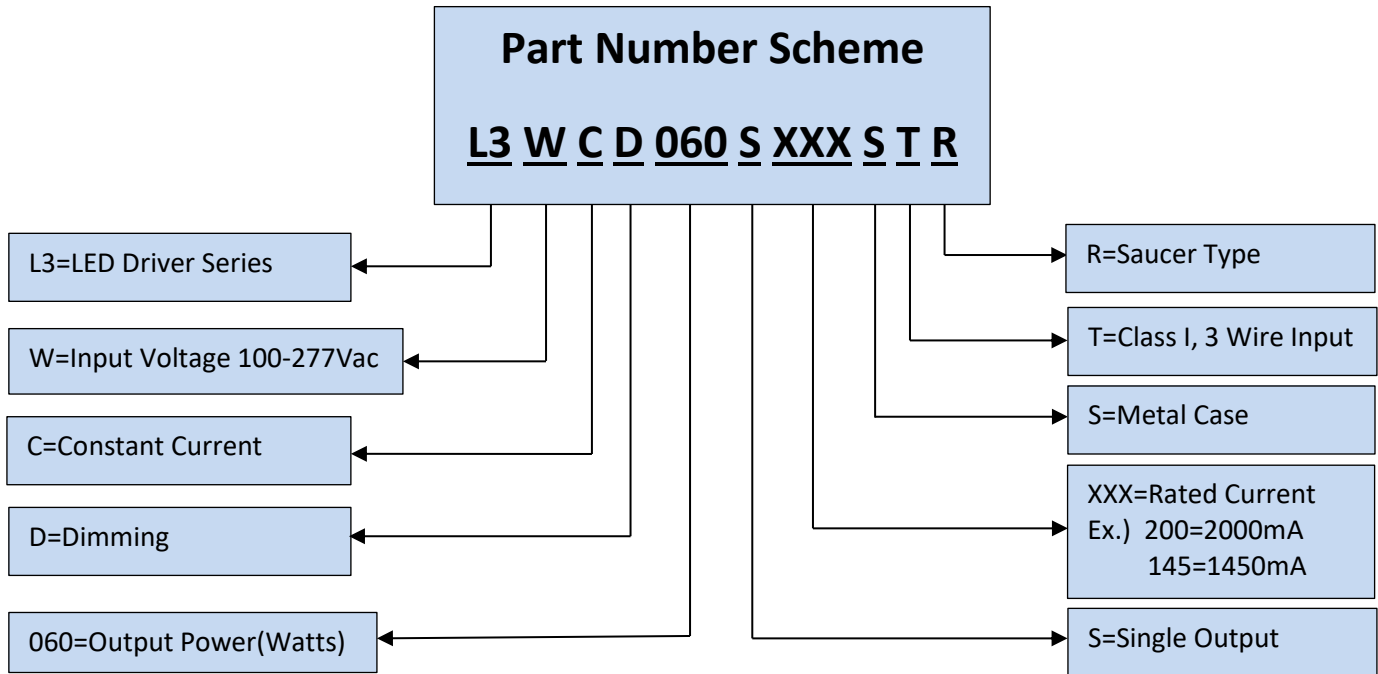 Part Number Scheme
L3 W C D 060 S XXX S T R
L3=LED Driver Series
W=Input Voltage 100-277Vac
C=Constant Current
D=Dimming
060=Output Power(Watts)
R=Saucer Type
T=Class I, 3 Wire Input
S=Metal Case
XXX=Rated Current
Ex.) 200=2000mA
145=1450mA
S=Single Output